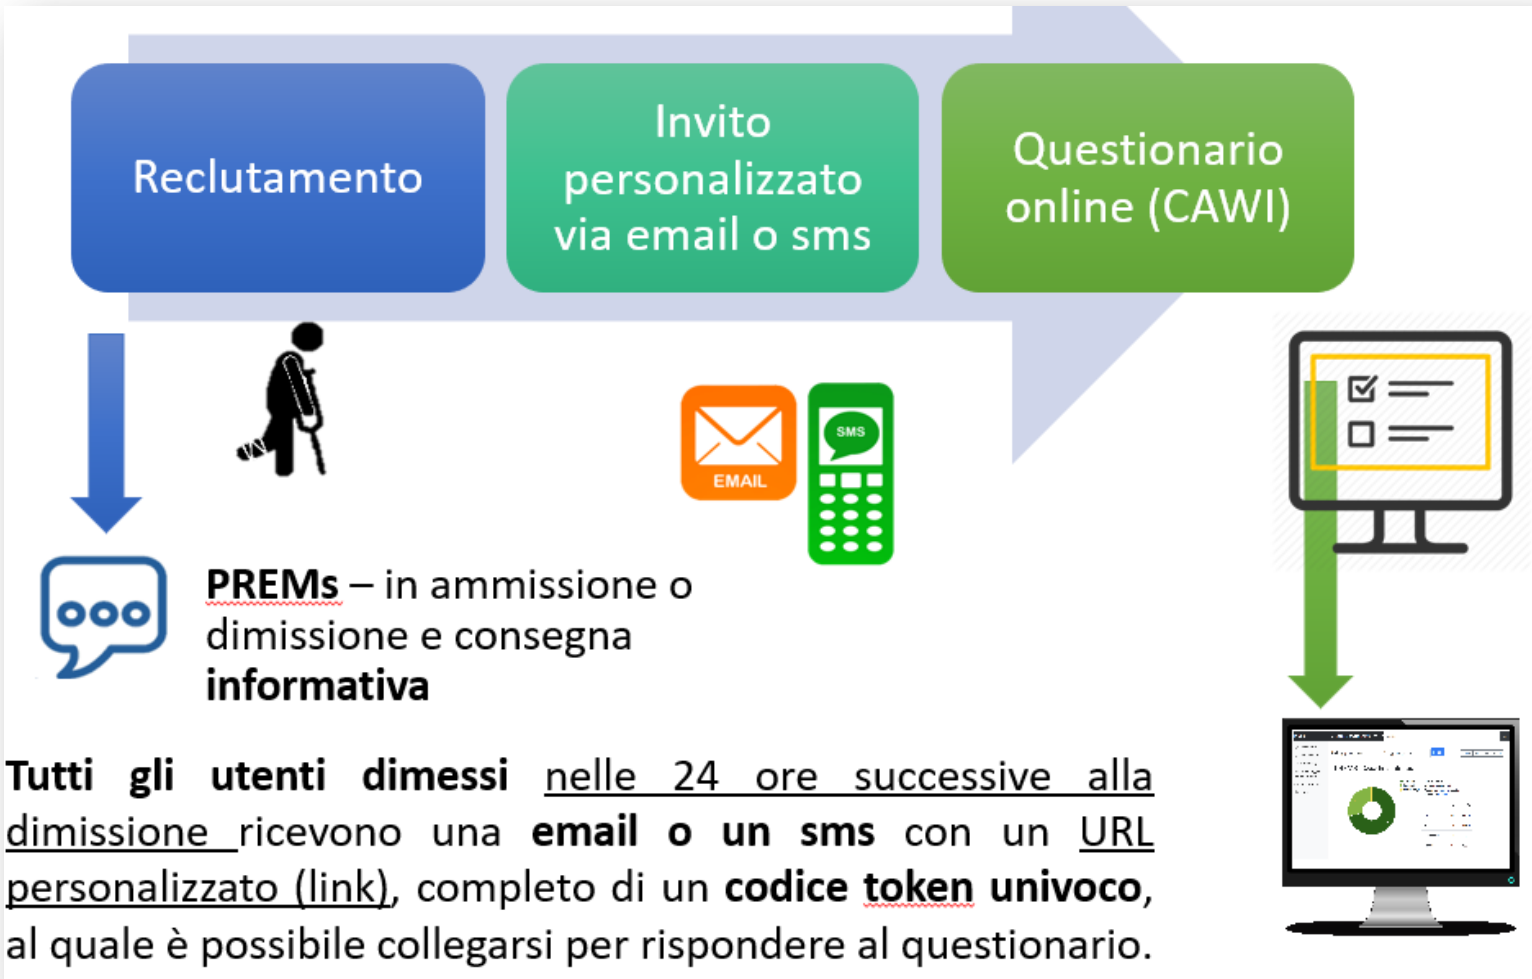 Reclutamento
Invito
personalizzato
via email o sms
Questionario
online (CAWI)
EMAIL
SMS
PREMs – in ammissione o
dimissione e consegna
informativa
Tutti gli utenti dimessi nelle 24 ore successive alla
dimissione ricevono una email o un sms con un URL
personalizzato (link), completo di un codice token univoco,
al quale è possibile collegarsi per rispondere al questionario.